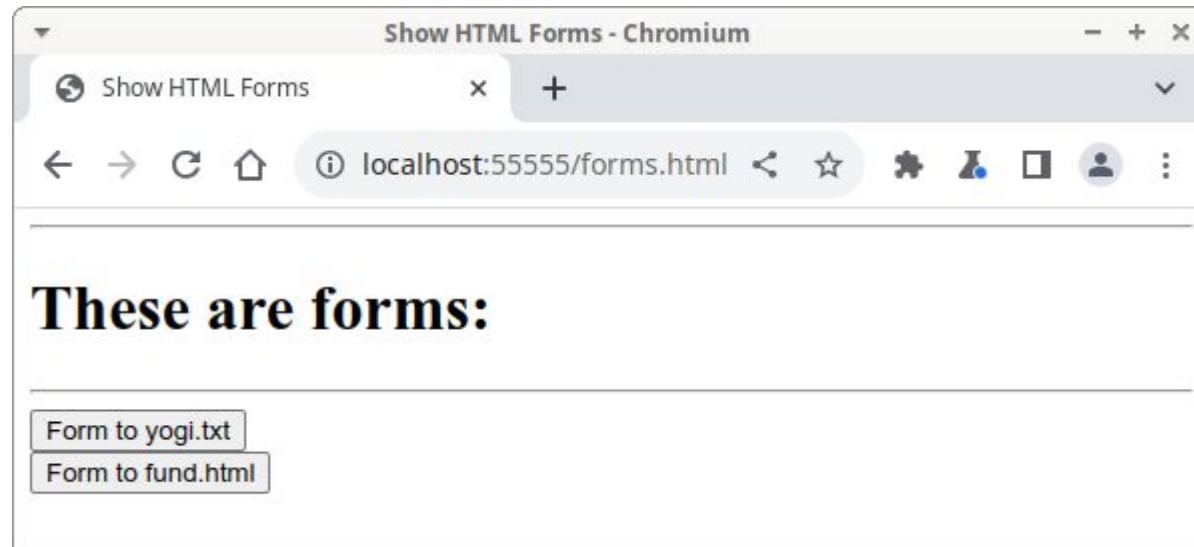 Show HTML Forms - Chromium
Show HTML Forms
localhost:55555/forms.html
These are forms:
Form to yogi.txt
Form to fund.html